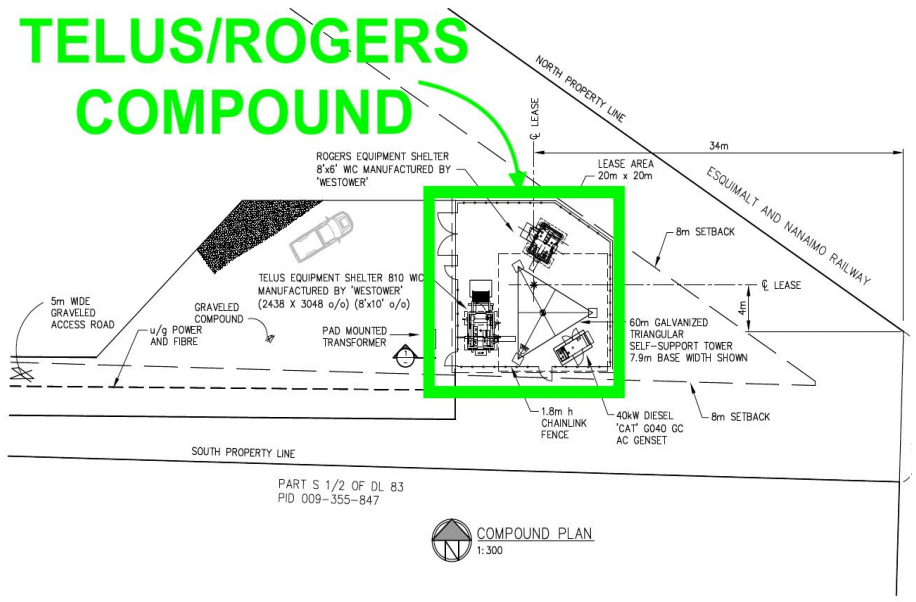 TELUS/ROGERS
COMPOUND
NORTH PROPERTY LINE
℄ LEASE
34m
ROGERS EQUIPMENT SHELTER
8'x6' WIC MANUFACTURED BY
'WESTOWER'
LEASE AREA
20m x 20m
ESQUIMALT AND NANAIMO RAILWAY
8m SETBACK
TELUS EQUIPMENT SHELTER 810 WIC
MANUFACTURED BY 'WESTOWER'
(2438 X 3048 o/o) (8'x10' o/o)
℄ LEASE
4m
5m WIDE
GRAVELED
ACCESS ROAD
GRAVELED
COMPOUND
u/g POWER
AND FIBRE
PAD MOUNTED
TRANSFORMER
1
60m GALVANIZED
TRIANGULAR
SELF-SUPPORT TOWER
7.9m BASE WIDTH SHOWN
1.8m h
CHAINLINK
FENCE
40kW DIESEL
'CAT' GO40 GC
AC GENSET
8m SETBACK
SOUTH PROPERTY LINE
PART S 1/2 OF DL 83
PID 009-355-847
N
COMPOUND PLAN
1:300